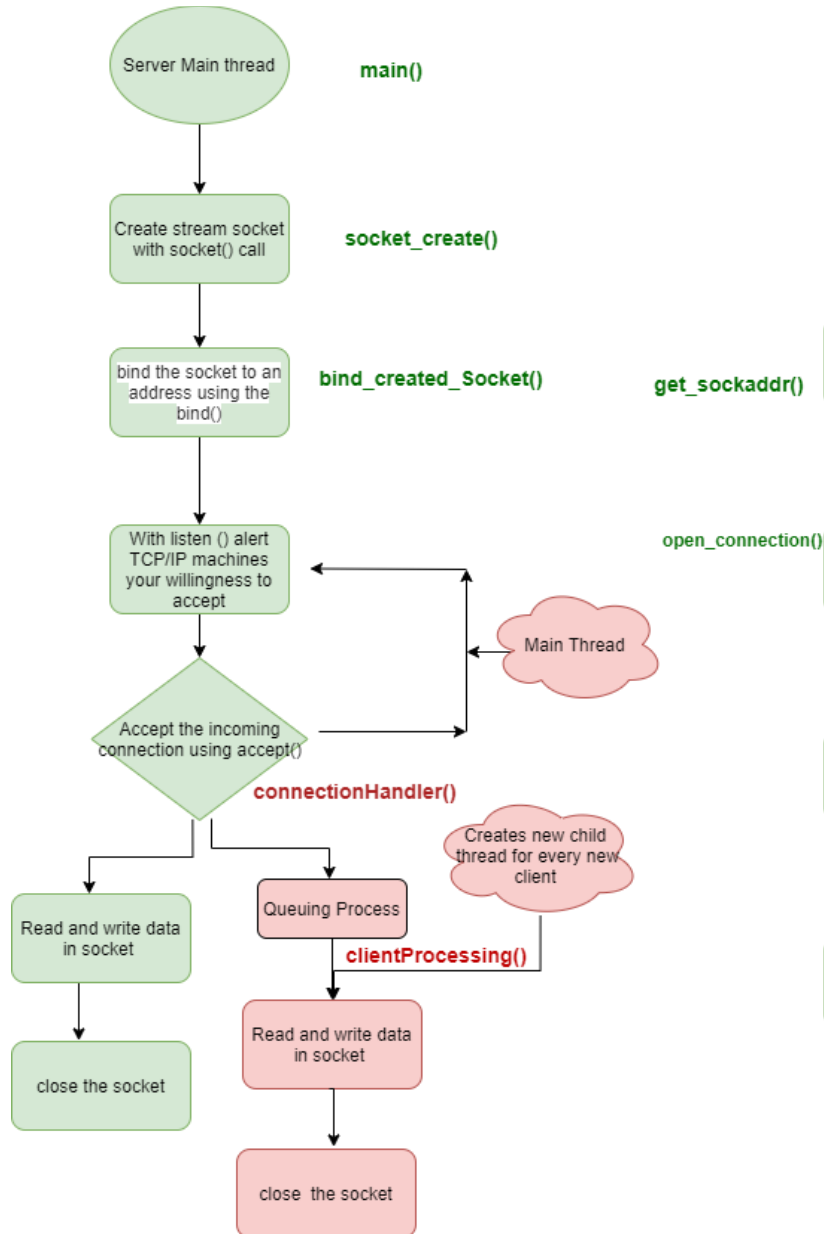 Server Main thread
main()
Create stream socket
with socket() call
socket_create()
bind the socket to an
address using the
bind()
bind_created_Socket()
get_sockaddr()
With listen () alert
TCP/IP machines
your willingness to
accept
open_connection()
Main Thread
Accept the incoming
connection using accept()
connectionHandler()
Creates new child
thread for every new
client
Queuing Process
Read and write data
in socket
clientProcessing()
Read and write data
in socket
close the socket
close  the socket